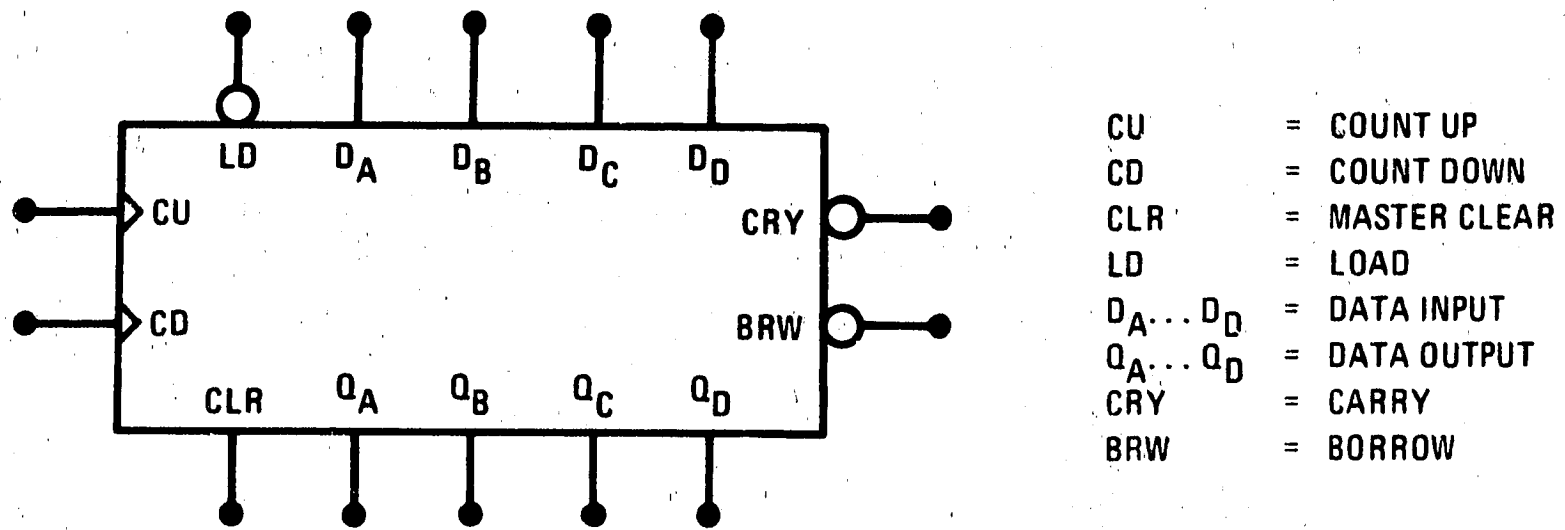 LD D_A D_B D_C D_D
CU CRY
CD BRW
CLR Q_A Q_B Q_C Q_D
CU = COUNT UP
CD = COUNT DOWN
CLR = MASTER CLEAR
LD = LOAD
D_A... D_D = DATA INPUT
Q_A... Q_D = DATA OUTPUT
CRY = CARRY
BRW = BORROW